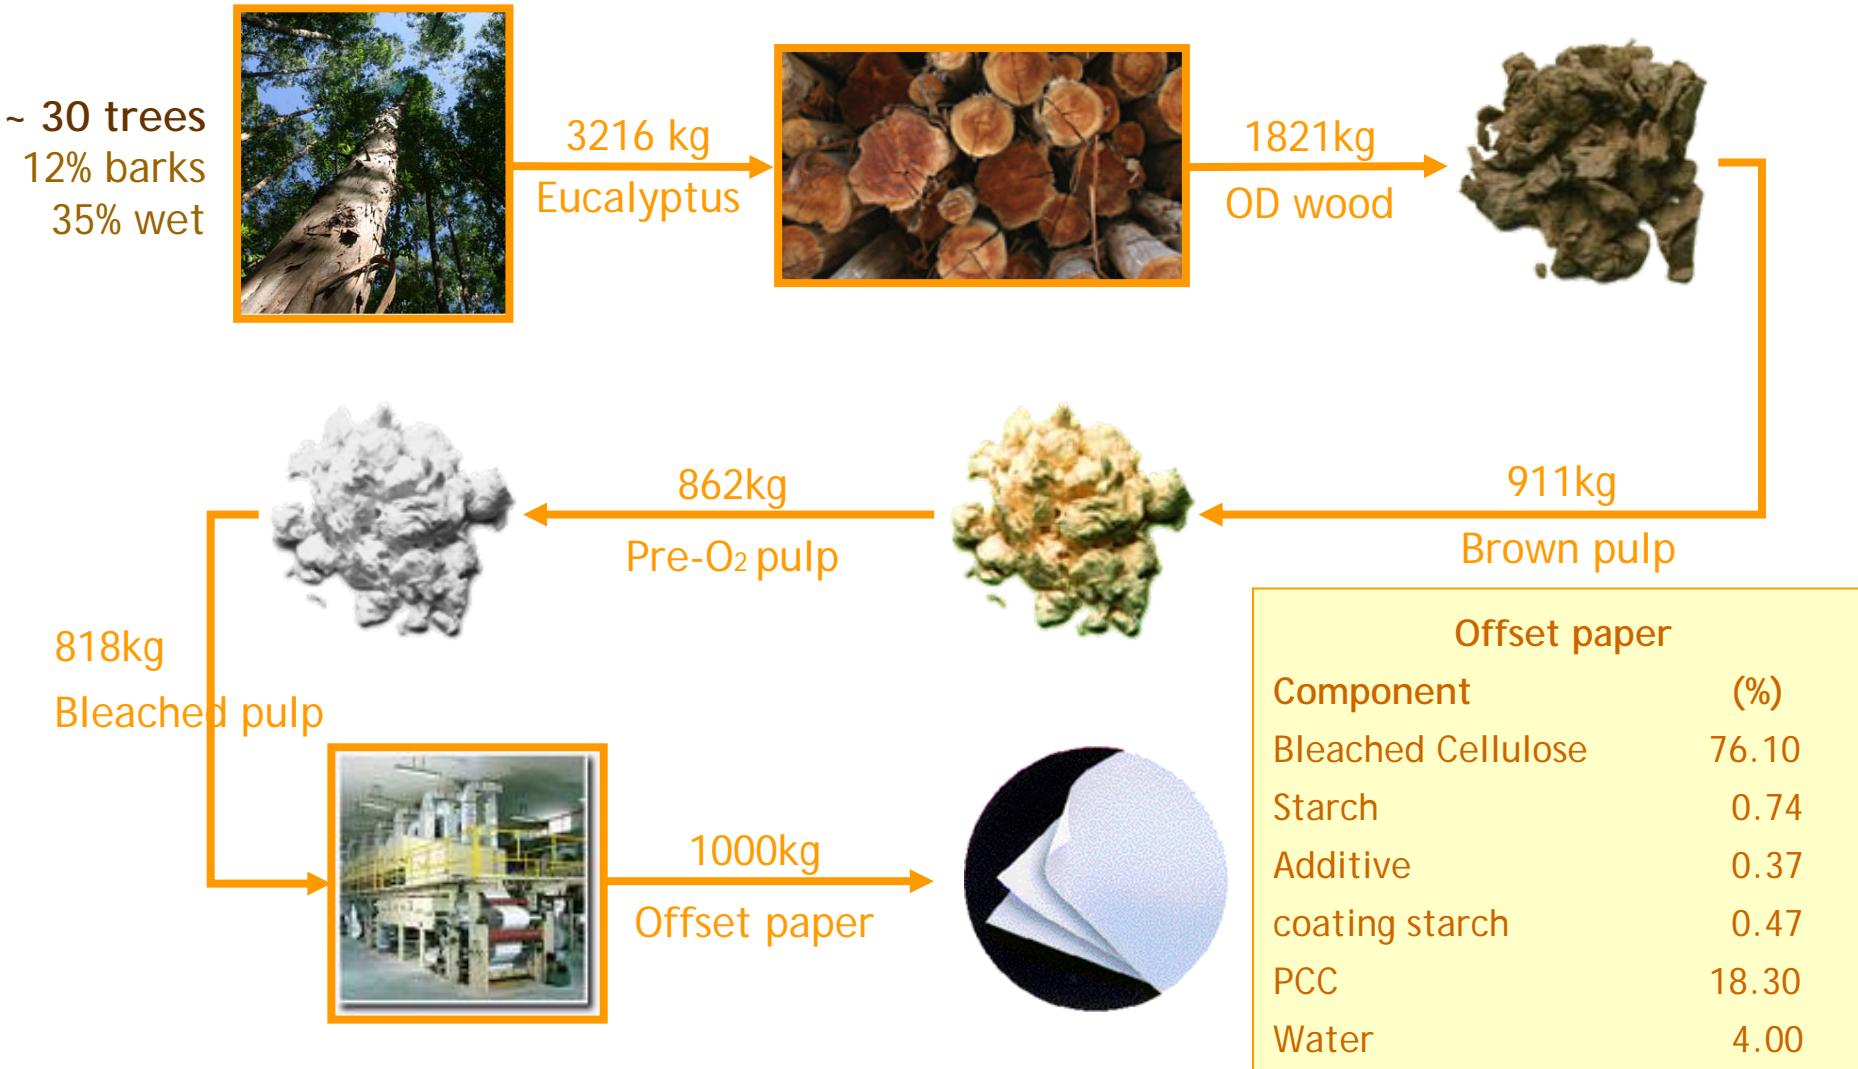 ~ 30 trees
12% barks
35% wet
3216 kg
Eucalyptus
1821kg
OD wood
911kg
Brown pulp
862kg
Pre-O2 pulp
818kg
Bleached pulp
1000kg
Offset paper
Offset paper
Component (%)
Bleached Cellulose 76.10
Starch 0.74
Additive 0.37
coating starch 0.47
PCC 18.30
Water 4.00